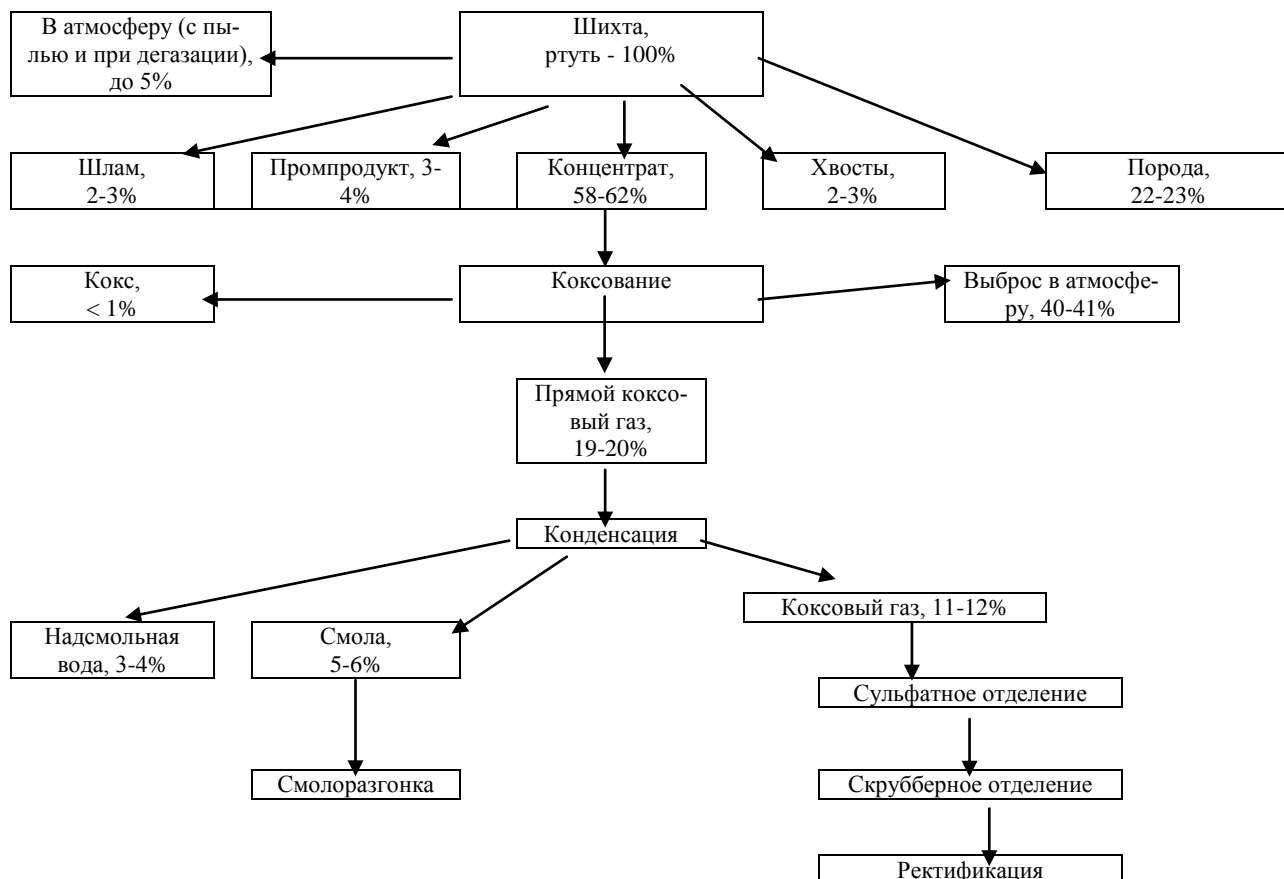 В атмосферу (с пы-
лью и при дегазации),
до 5%
Шихта,
ртуть - 100%
Шлам,
2-3%
Промпродукт, 3-
4%
Концентрат,
58-62%
Хвосты,
2-3%
Порода,
22-23%
Кокс,
< 1%
Коксование
Выброс в атмосфе-
ру, 40-41%
Прямой коксо-
вый газ,
19-20%
Конденсация
Надсмольная
вода, 3-4%
Смола,
5-6%
Коксовый газ, 11-12%
Сульфатное отделение
Смолоразгонка
Скрубберное отделение
Ректификация